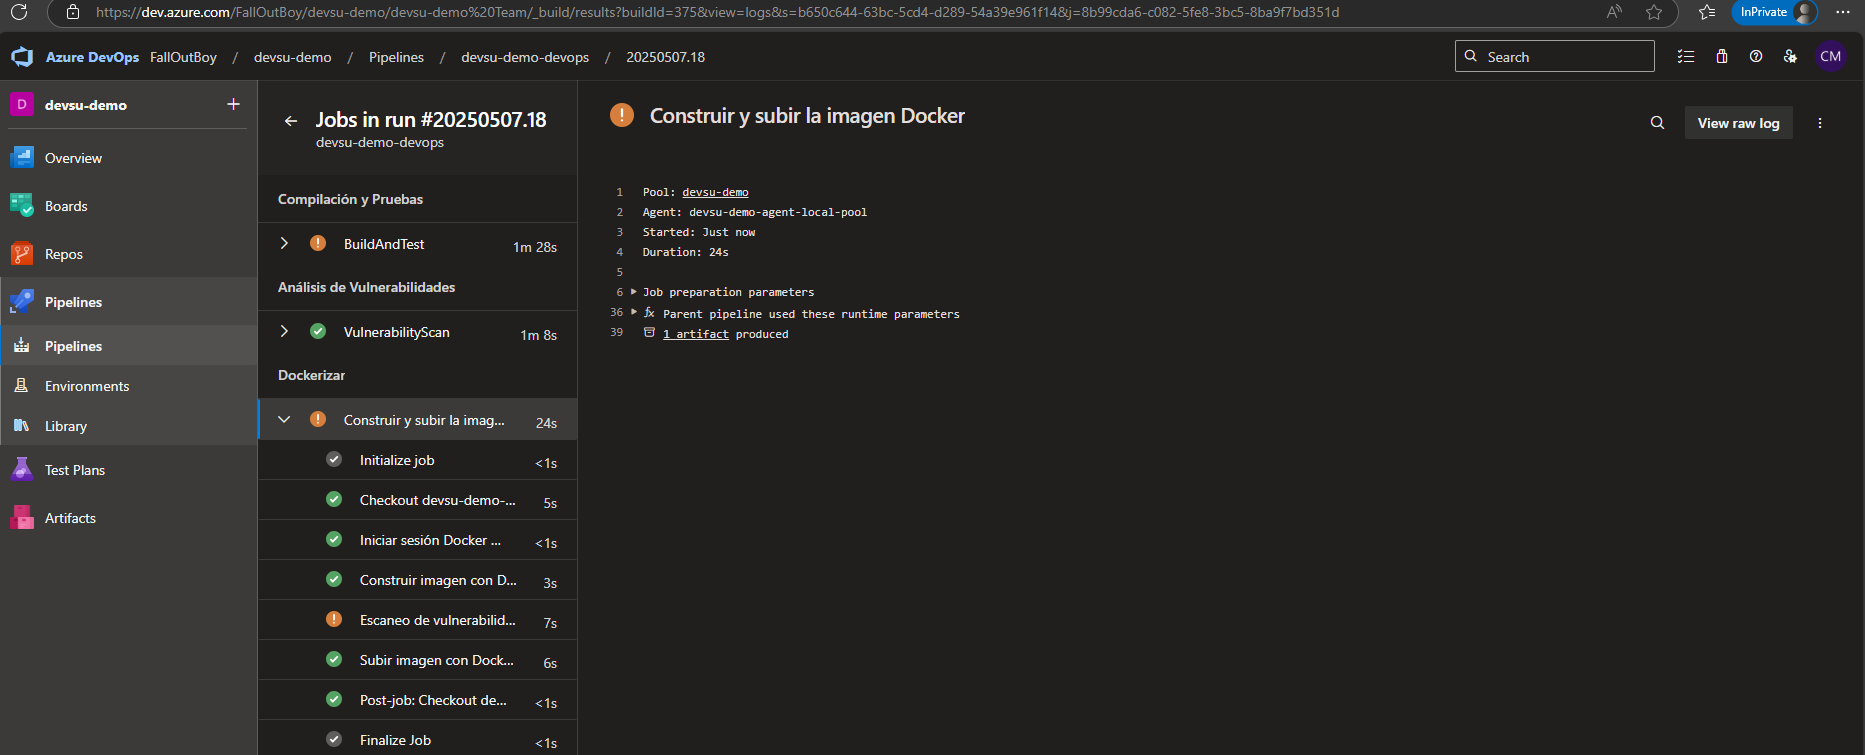 https://dev.azure.com/FallOutBoy/devsu-demo/devsu-demo%20Team/_build/results?buildId=375&view=logs&s=b650c644-63bc-5cd4-d289-54a39e961f14&j=8b99cda6-c082-5fe8-3bc5-8ba9f7bd351d
InPrivate
Azure DevOps FallOutBoy / devsu-demo / Pipelines / devsu-demo-devops / 20250507.18
Search
CM
D devsu-demo +
Overview
Boards
Repos
Pipelines
Pipelines
Environments
Library
Test Plans
Artifacts
Jobs in run #20250507.18
devsu-demo-devops
Compilación y Pruebas
BuildAndTest 1m 28s
Análisis de Vulnerabilidades
VulnerabilityScan 1m 8s
Dockerizar
Construir y subir la imag... 24s
Initialize job <1s
Checkout devsu-demo-... 5s
Iniciar sesión Docker ... <1s
Construir imagen con D... 3s
Escaneo de vulnerabilid... 7s
Subir imagen con Dock... 6s
Post-job: Checkout de... <1s
Finalize Job <1s
Construir y subir la imagen Docker
View raw log
1 Pool: devsu-demo
2 Agent: devsu-demo-agent-local-pool
3 Started: Just now
4 Duration: 24s
5
6 Job preparation parameters
36 fx Parent pipeline used these runtime parameters
39 1 artifact produced